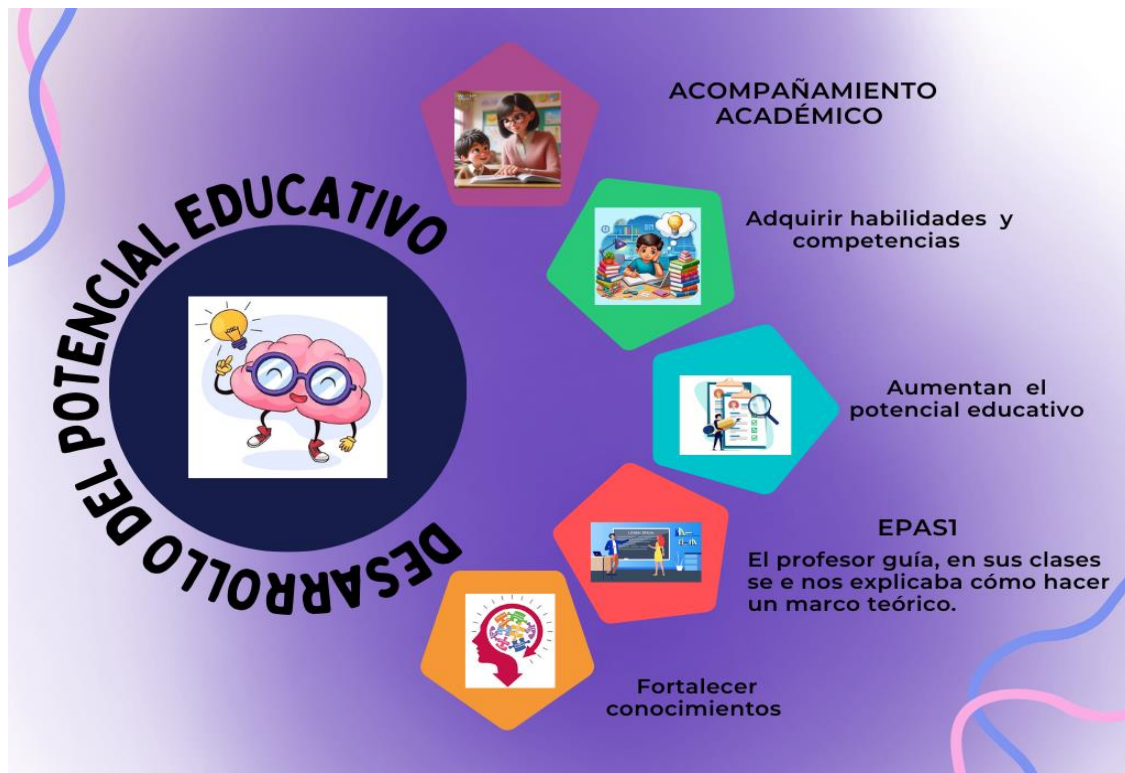 DESARROLLO DEL POTENCIAL EDUCATIVO
ACOMPAÑAMIENTO
ACADÉMICO
Adquirir habilidades y
competencias
Aumentan el
potencial educativo
EPAS1
El profesor guía, en sus clases
se e nos explicaba cómo hacer
un marco teórico.
Fortalecer
conocimientos